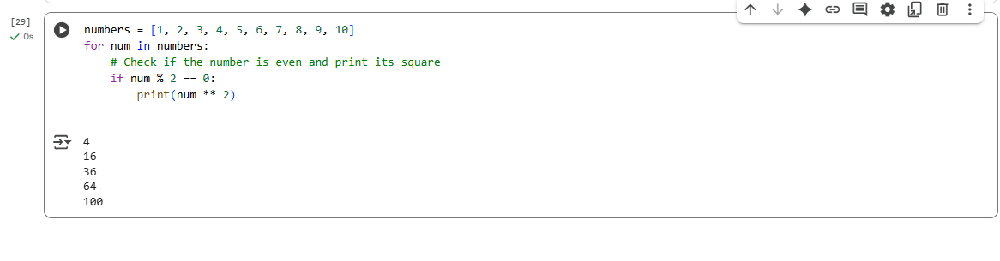 [29]
0s
numbers = [1, 2, 3, 4, 5, 6, 7, 8, 9, 10]
for num in numbers:
    # Check if the number is even and print its square
    if num % 2 == 0:
        print(num ** 2)
4
16
36
64
100